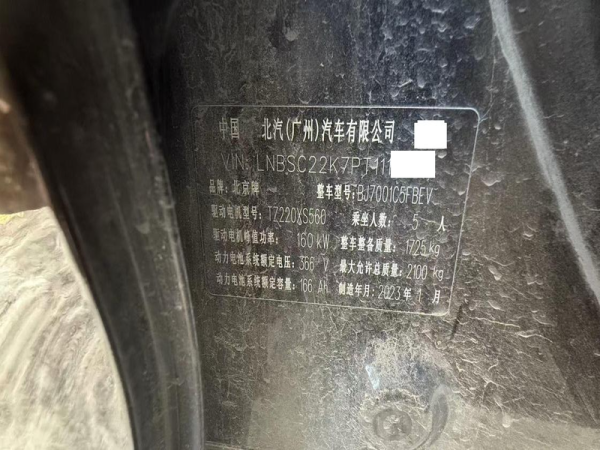 中国 北汽(广州)汽车有限公司
VIN: LNBSC22K7PT11
品牌: 北京牌 整车型号: BJ7001C5FBEV
驱动电机型号: TZ220XS560 乘坐人数: 5 人
驱动电机峰值功率: 160 kW 整车整备质量: 1725 kg
动力电池系统额定电压: 366 V 最大允许总质量: 2100 kg
动力电池系统额定容量: 166 Ah 制造年月: 2023 年 1 月